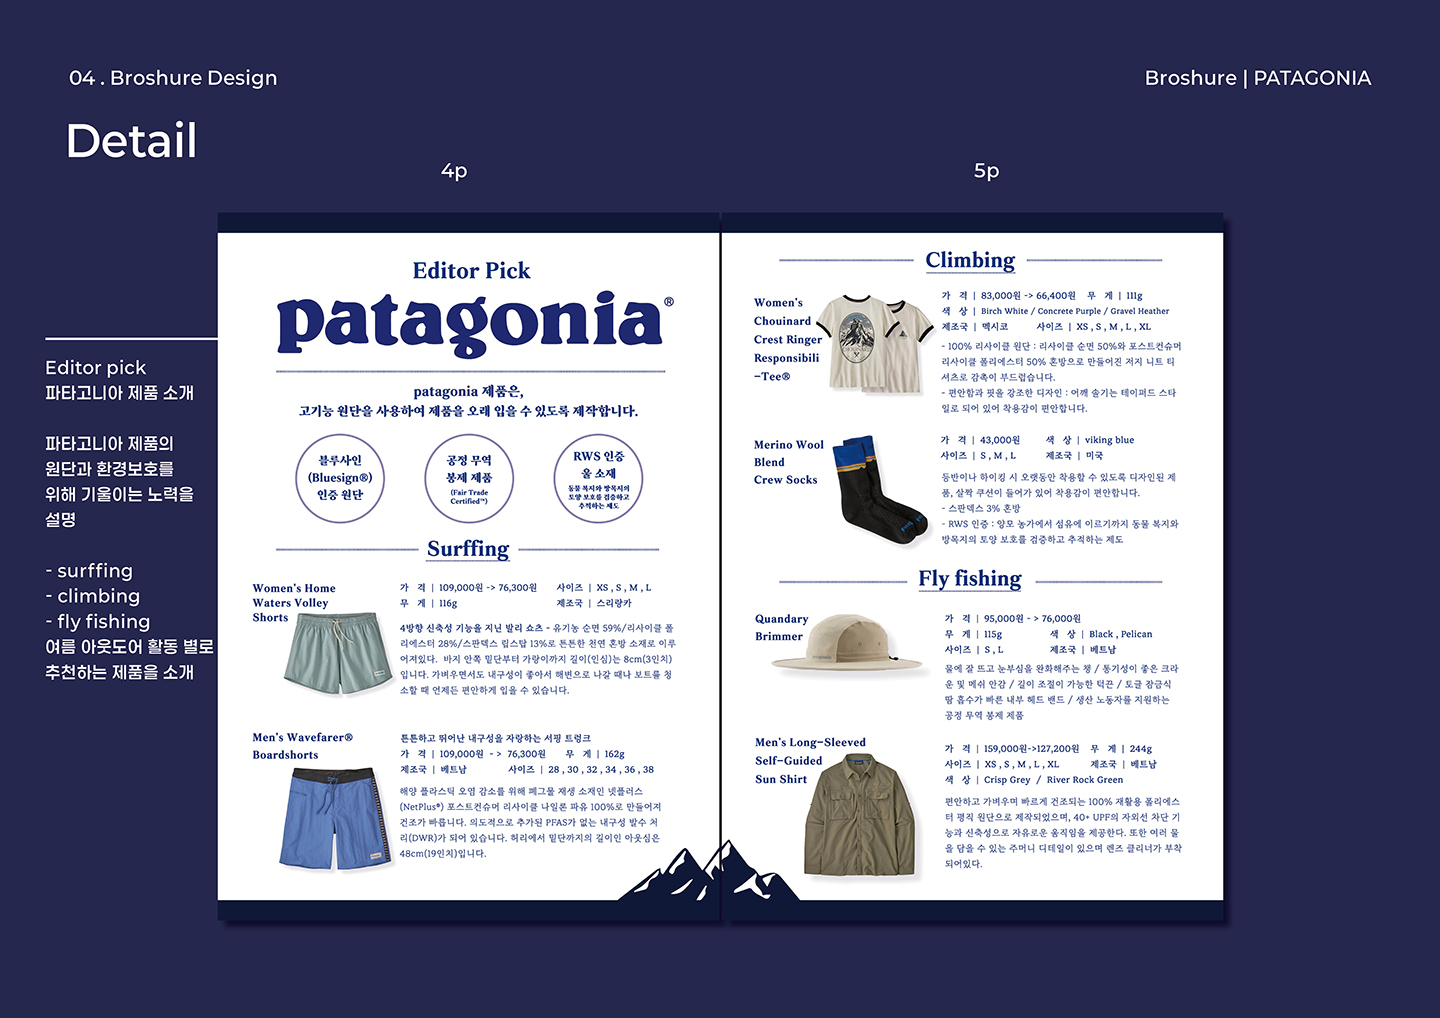 04 . Broshure Design
Broshure | PATAGONIA
Detail
4p
5p
Editor pick
파타고니아 제품 소개
파타고니아 제품의
원단과 환경보호를
위해 기울이는 노력을
설명
- surffing
- climbing
- fly fishing
여름 아웃도어 활동 별로
추천하는 제품을 소개
Editor Pick
patagonia®
patagonia 제품은,
고기능 원단을 사용하여 제품을 오래 입을 수 있도록 제작합니다.
블루사인
(Bluesign®)
인증 원단
공정 무역
봉제 제품
(Fair Trade
Certified™)
RWS 인증
울 소재
동물 복지와 방목지의
토양 보호를 검증하고
추적하는 제도
Surffing
Women's Home
Waters Volley
Shorts
가 격 | 109,000원 -> 76,300원 사이즈 | XS , S , M , L
무 게 | 116g 제조국 | 스리랑카
4방향 신축성 기능을 지닌 발리 쇼츠 - 유기농 순면 59%/리사이클 폴
리에스터 28%/스판덱스 립스탑 13%로 튼튼한 천연 혼방 소재로 이루
어져있다. 바지 안쪽 밑단부터 가랑이까지 길이(인심)는 8cm(3인치)
입니다. 가벼우면서도 내구성이 좋아서 해변으로 나갈 때나 보트를 청
소할 때 언제든 편안하게 입을 수 있습니다.
Men's Wavefarer®
Boardshorts
튼튼하고 뛰어난 내구성을 자랑하는 서핑 트렁크
가 격 | 109,000원 - > 76,300원 무 게 | 162g
제조국 | 베트남 사이즈 | 28 , 30 , 32 , 34 , 36 , 38
해양 플라스틱 오염 감소를 위해 폐그물 재생 소재인 넷플러스
(NetPlus®) 포스트컨슈머 리사이클 나일론 파유 100%로 만들어져
건조가 빠릅니다. 의도적으로 추가된 PFAS가 없는 내구성 발수 처
리(DWR)가 되어 있습니다. 허리에서 밑단까지의 길이인 아웃심은
48cm(19인치)입니다.
Climbing
Women's
Chouinard
Crest Ringer
Responsibili
-Tee®
가 격 | 83,000원 -> 66,400원 무 게 | 111g
색 상 | Birch White / Concrete Purple / Gravel Heather
제조국 | 멕시코 사이즈 | XS , S , M , L , XL
- 100% 리사이클 원단 : 리사이클 순면 50%와 포스트컨슈머
리사이클 폴리에스터 50% 혼방으로 만들어진 저지 니트 티
셔츠로 감촉이 부드럽습니다.
- 편안함과 핏을 강조한 디자인 : 어깨 솔기는 테이퍼드 스타
일로 되어 있어 착용감이 편안합니다.
Merino Wool
Blend
Crew Socks
가 격 | 43,000원 색 상 | viking blue
사이즈 | S , M , L 제조국 | 미국
등반이나 하이킹 시 오랫동안 착용할 수 있도록 디자인된 제
품, 살짝 쿠션이 들어가 있어 착용감이 편안합니다.
- 스판덱스 3% 혼방
- RWS 인증 : 양모 농가에서 섬유에 이르기까지 동물 복지와
방목지의 토양 보호를 검증하고 추적하는 제도
Fly fishing
Quandary
Brimmer
가 격 | 95,000원 - > 76,000원
무 게 | 115g 색 상 | Black , Pelican
사이즈 | S , L 제조국 | 베트남
물에 잘 뜨고 눈부심을 완화해주는 챙 / 통기성이 좋은 크라
운 및 메쉬 안감 / 길이 조절이 가능한 턱끈 / 토글 잠금식
땀 흡수가 빠른 내부 헤드 밴드 / 생산 노동자를 지원하는
공정 무역 봉제 제품
Men's Long-Sleeved
Self-Guided
Sun Shirt
가 격 | 159,000원->127,200원 무 게 | 244g
사이즈 | XS , S , M , L , XL 제조국 | 베트남
색 상 | Crisp Grey / River Rock Green
편안하고 가벼우며 바르게 건조되는 100% 재활용 폴리에스
터 평직 원단으로 제작되었으며, 40+ UPF의 자외선 차단 기
능과 신축성으로 자유로운 움직임을 제공한다. 또한 여러 물
을 담을 수 있는 주머니 디테일이 있으며 렌즈 클리너가 부착
되어있다.